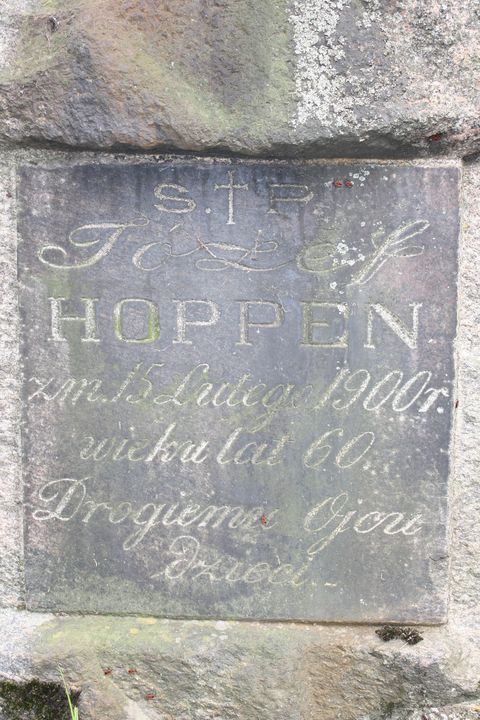 S.†P.
Józef
HOPPEN
zm. 15 Lutego 1900 r.
wieku lat 60.
Drogiemu Ojcu
dzieci